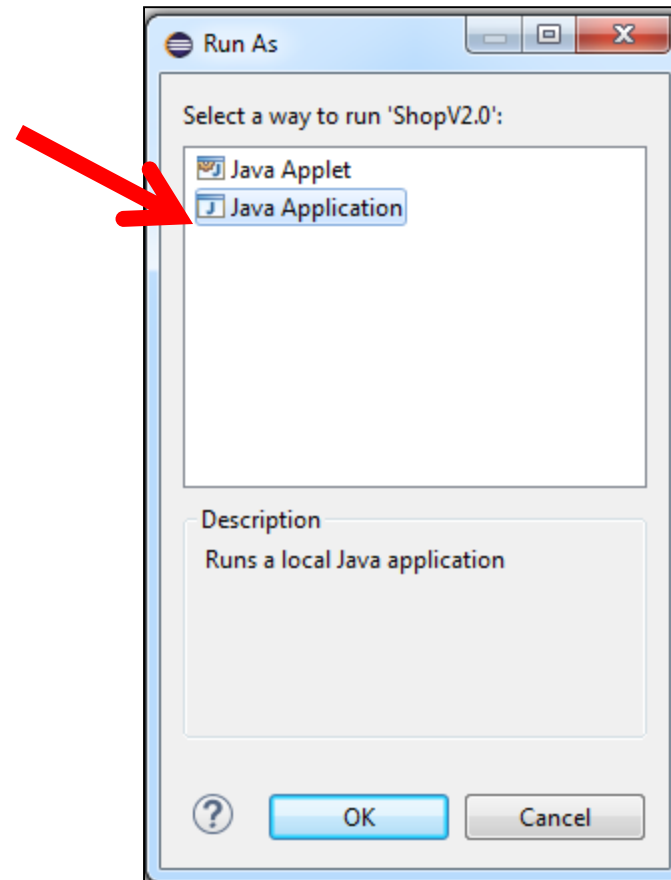 Run As
Select a way to run 'ShopV2.0':
Java Applet
Java Application
Description
Runs a local Java application
?
OK
Cancel